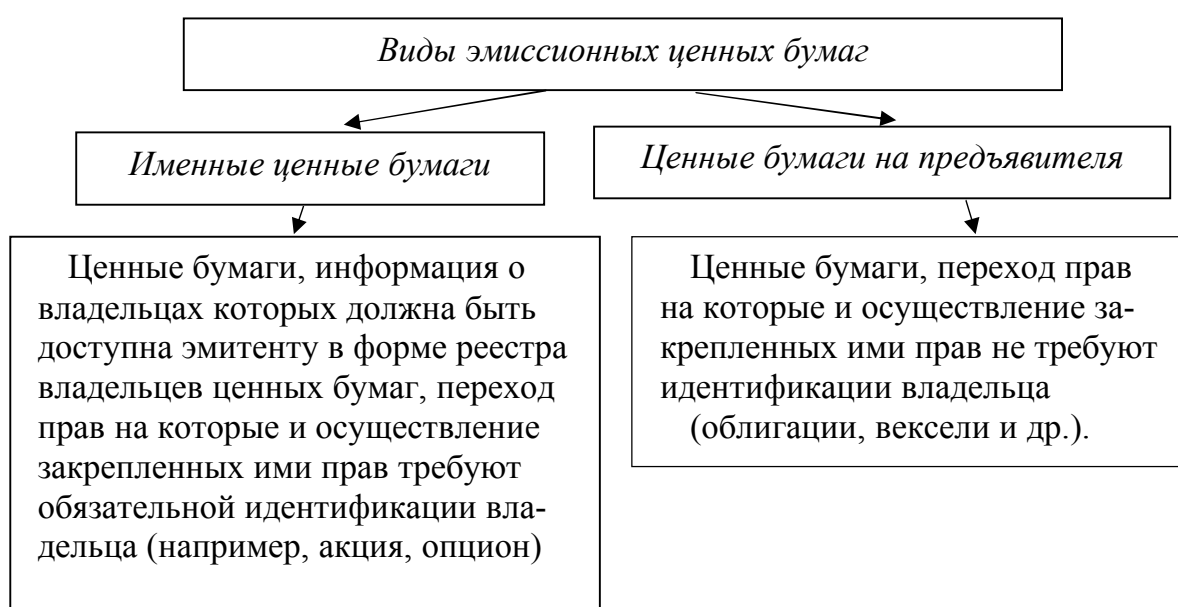 Виды эмиссионных ценных бумаг
Именные ценные бумаги
Ценные бумаги на предъявителя
Ценные бумаги, информация о
владельцах которых должна быть
доступна эмитенту в форме реестра
владельцев ценных бумаг, переход
прав на которые и осуществление
закрепленных ими прав требуют
обязательной идентификации вла-
дельца (например, акция, опцион)
Ценные бумаги, переход прав
на которые и осуществление за-
крепленных ими прав не требуют
идентификации владельца
(облигации, вексели и др.).